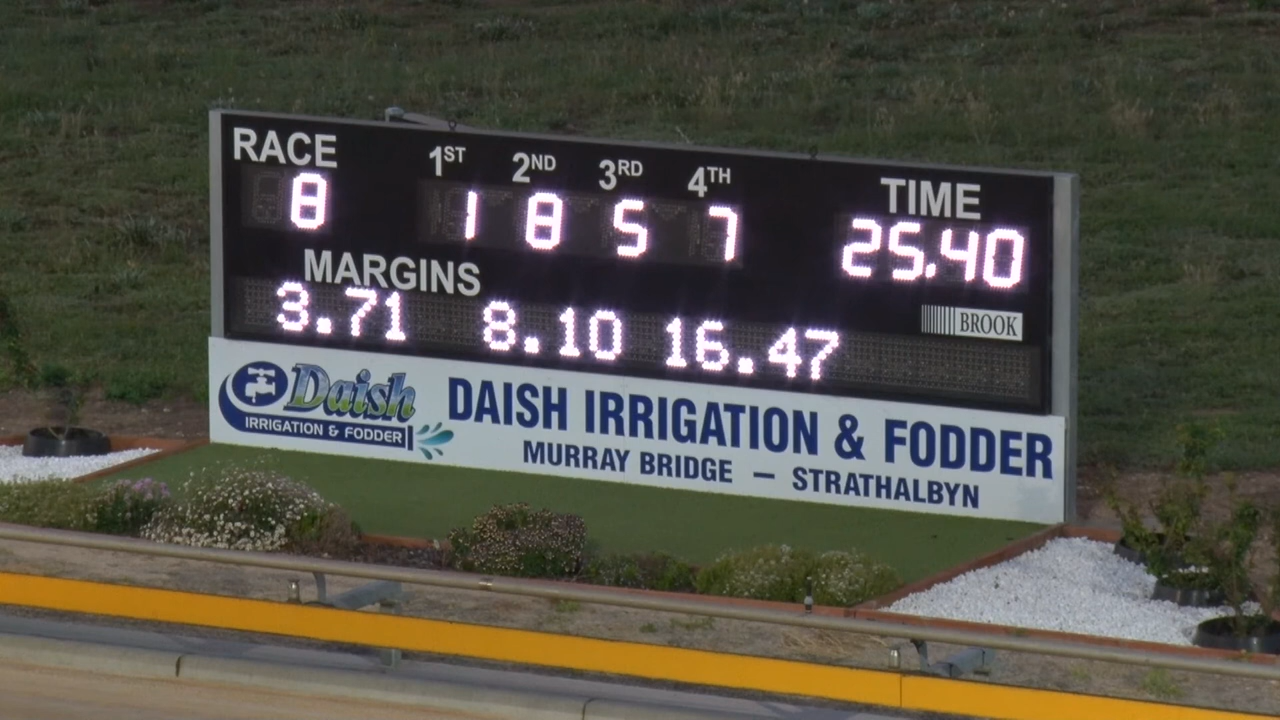 RACE 1ST 2ND 3RD 4TH TIME
8 1 8 5 7 25.40
MARGINS
3.71 8.10 16.47
BROOK
Daish
IRRIGATION & FODDER
DAISH IRRIGATION & FODDER
MURRAY BRIDGE – STRATHALBYN